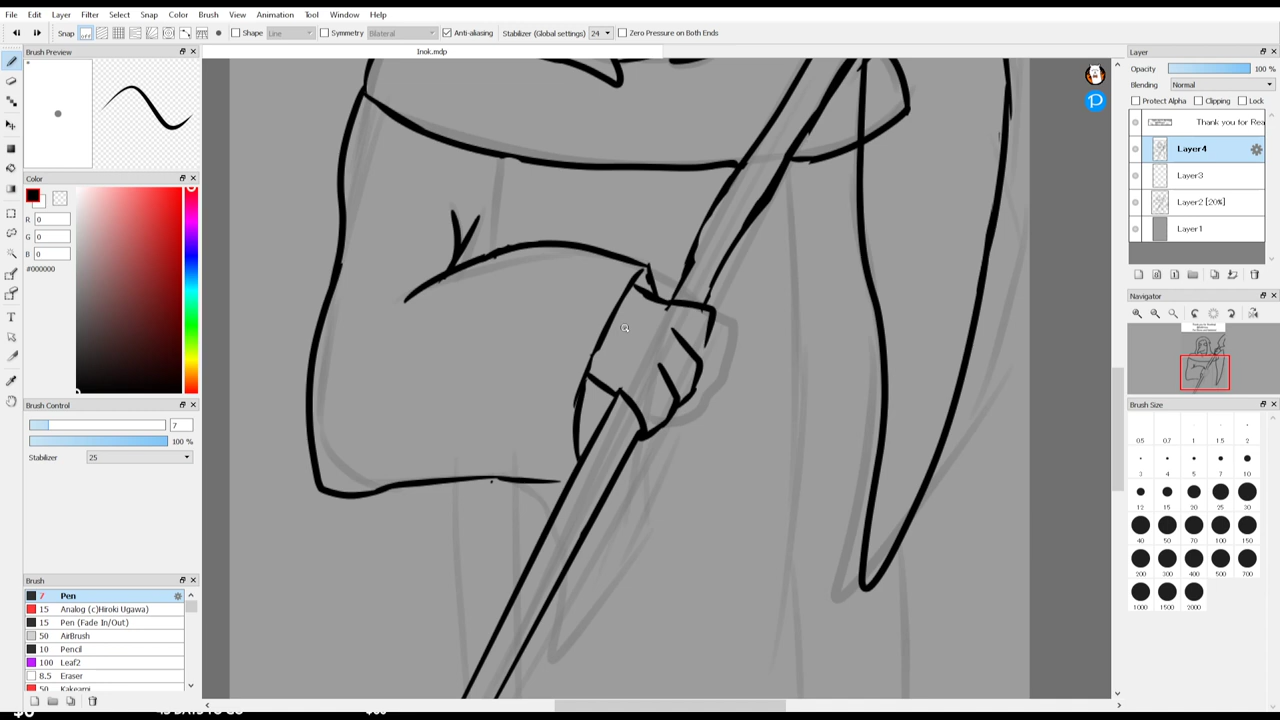 File Edit Layer Filter Select Snap Color Brush View Animation Tool Window Help
Snap OFF Shape Line Symmetry Bilateral Anti-aliasing Stabilizer (Global settings) 24 Zero Pressure on Both Ends
Brush Preview
Inok.mdp
Layer
Opacity 100 %
Blending Normal
Protect Alpha Clipping Lock
Thank you for Rea
Layer4
Layer3
Layer2 [20%]
Layer1
Color
R 0
G 0
B 0
#000000
Navigator
Brush Control
7
100 %
Stabilizer 25
Brush Size
0.5 0.7 1 1.5 2
3 4 5 7 10
12 15 20 25 30
40 50 70 100 150
200 300 400 500 700
1000 1500 2000
Brush
7 Pen
15 Analog (c)Hiroki Ugawa)
15 Pen (Fade In/Out)
50 AirBrush
10 Pencil
100 Leaf2
8.5 Eraser
50 Kakeami